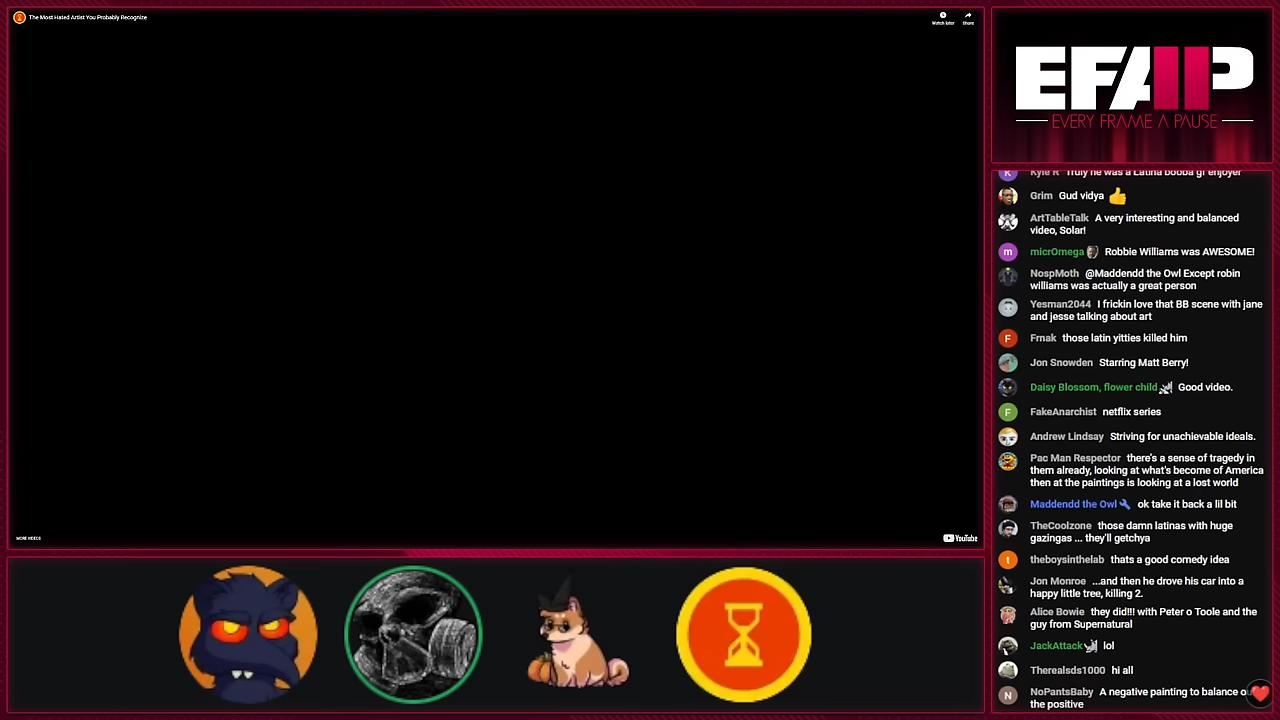 The Most Hated Artist You Probably Recognize
Watch later
Share
MORE VIDEOS
YouTube
EFAP
EVERY FRAME A PAUSE
Kyle R Truly he was a Latina booba gf enjoyer
Grim Gud vidya
ArtTableTalk A very interesting and balanced
video, Solar!
micrOmega Robbie Williams was AWESOME!
NospMoth @Maddendd the Owl Except robin
williams was actually a great person
Yesman2044 I frickin love that BB scene with jane
and jesse talking about art
Frnak those latin yitties killed him
Jon Snowden Starring Matt Berry!
Daisy Blossom, flower child Good video.
FakeAnarchist netflix series
Andrew Lindsay Striving for unachievable ideals.
Pac Man Respector there's a sense of tragedy in
them already, looking at what's become of America
then at the paintings is looking at a lost world
Maddendd the Owl ok take it back a lil bit
TheCoolzone those damn latinas with huge
gazingas ... they'll getchya
theboysinthelab thats a good comedy idea
Jon Monroe ...and then he drove his car into a
happy little tree, killing 2.
Alice Bowie they did!!! with Peter o Toole and the
guy from Supernatural
JackAttack lol
Therealsds1000 hi all
NoPantsBaby A negative painting to balance
the positive